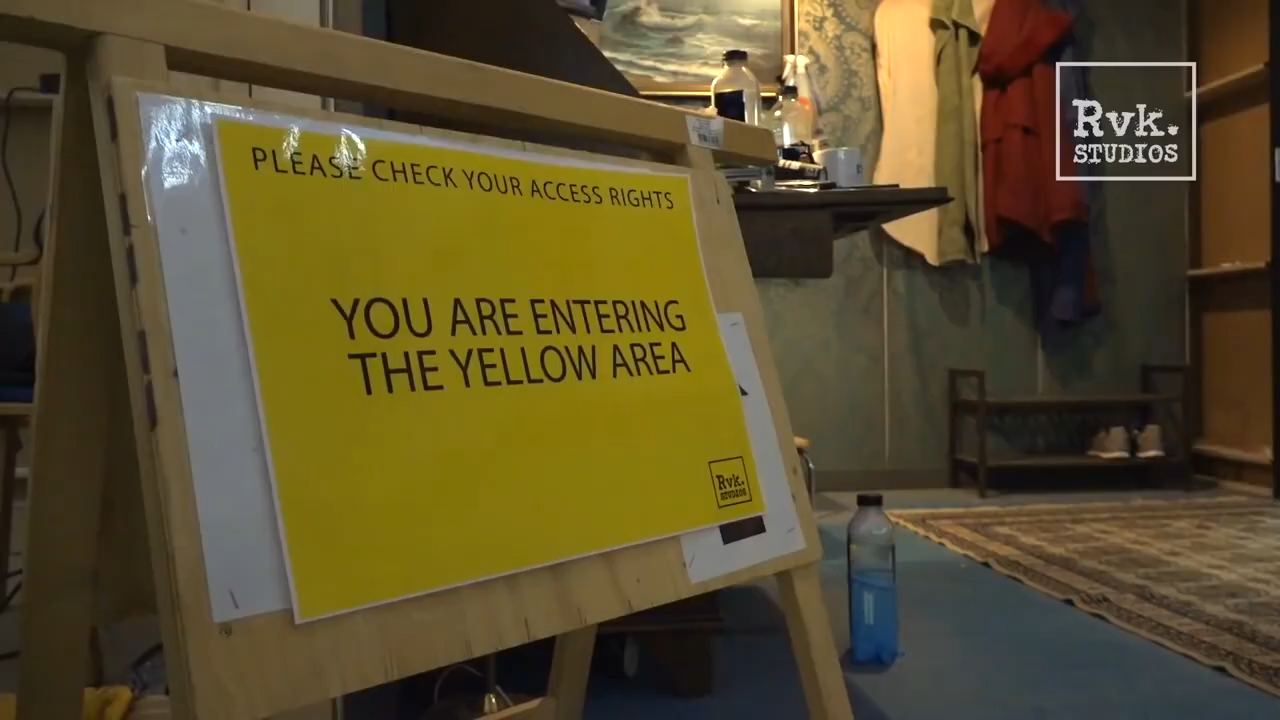 PLEASE CHECK YOUR ACCESS RIGHTS
YOU ARE ENTERING
THE YELLOW AREA
Rvk.
STUDIOS
Rvk.
STUDIOS